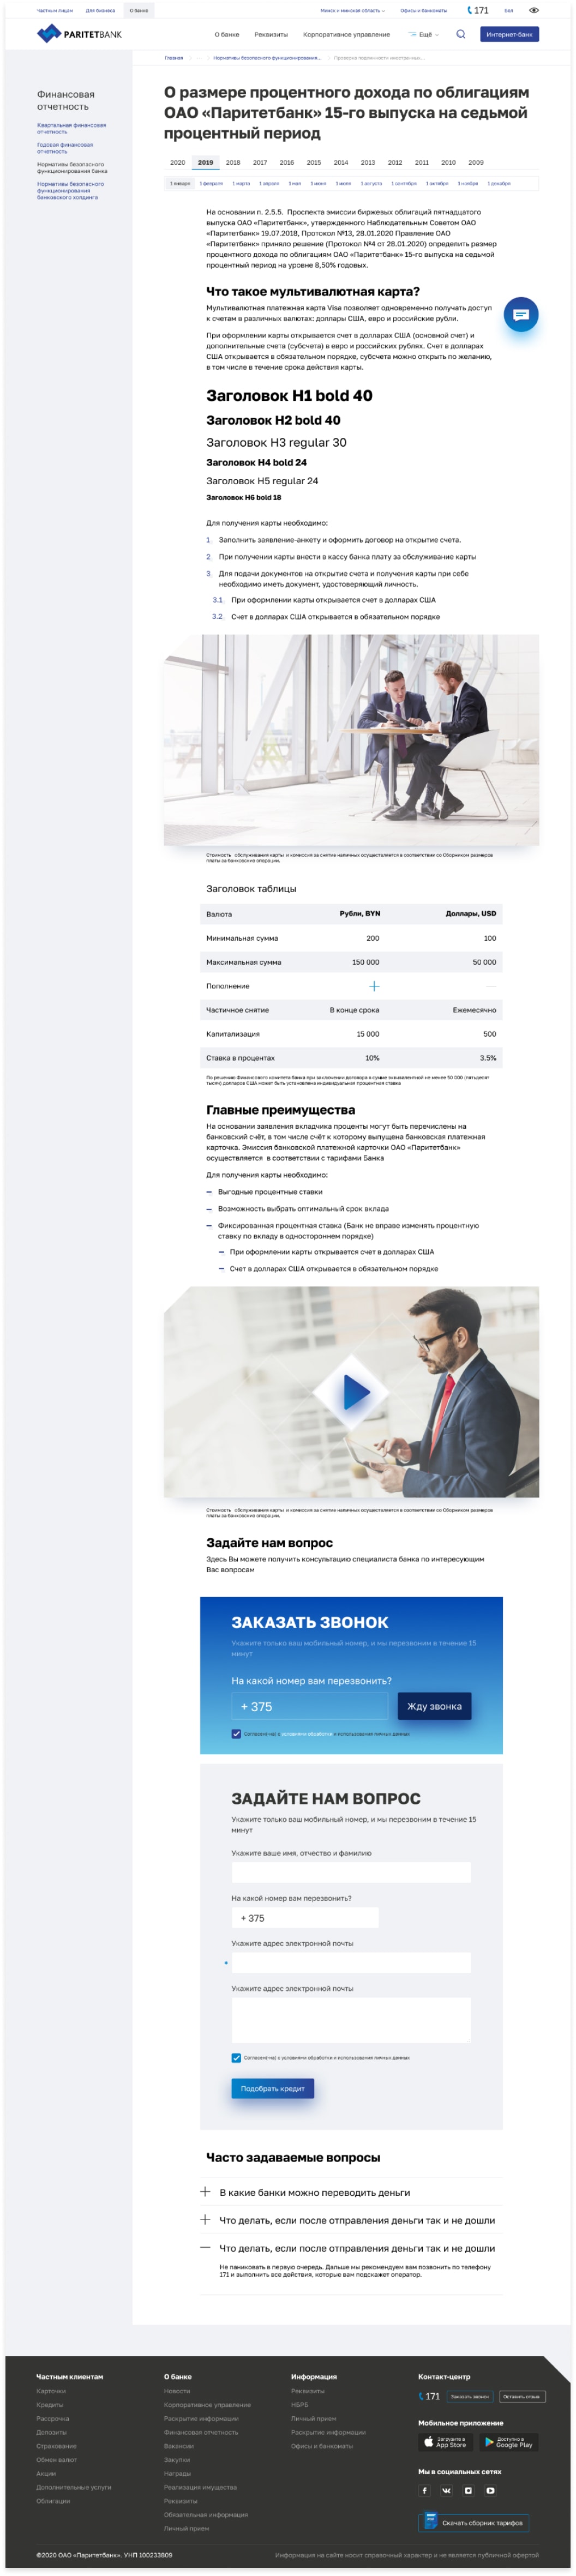 Частным лицам Для бизнеса О банке Минск и минская область Офисы и банкоматы 171 Бел
PARITETBANK О банке Реквизиты Корпоративное управление Ещё Интернет-банк
Главная ... Нормативы безопасного функционирования... Проверка подлинности иностранных...
Финансовая
отчетность
Квартальная финансовая
отчетность
Годовая финансовая
отчетность
Нормативы безопасного
функционирования банка
Нормативы безопасного
функционирования
банковского холдинга
О размере процентного дохода по облигациям
ОАО «Паритетбанк» 15-го выпуска на седьмой
процентный период
2020 2019 2018 2017 2016 2015 2014 2013 2012 2011 2010 2009
1 января 1 февраля 1 марта 1 апреля 1 мая 1 июня 1 июля 1 августа 1 сентября 1 октября 1 ноября 1 декабря
На основании п. 2.5.5. Проспекта эмиссии биржевых облигаций пятнадцатого
выпуска ОАО «Паритетбанк», утвержденного Наблюдательным Советом ОАО
«Паритетбанк» 19.07.2018, Протокол №13, 28.01.2020 Правление ОАО
«Паритетбанк» приняло решение (Протокол №4 от 28.01.2020) определить размер
процентного дохода по облигациям ОАО «Паритетбанк» 15-го выпуска на седьмой
процентный период на уровне 8,50% годовых.
Что такое мультивалютная карта?
Мультивалютная платежная карта Visa позволяет одновременно получать доступ
к счетам в различных валютах: доллары США, евро и российские рубли.
При оформлении карты открывается счет в долларах США (основной счет) и
дополнительные счета (субсчета) в евро и российских рублях. Счет в долларах
США открывается в обязательном порядке, субсчета можно открыть по желанию,
в том числе в течение срока действия карты.
Заголовок H1 bold 40
Заголовок H2 bold 40
Заголовок H3 regular 30
Заголовок H4 bold 24
Заголовок H5 regular 24
Заголовок H6 bold 18
Для получения карты необходимо:
1. Заполнить заявление-анкету и оформить договор на открытие счета.
2. При получении карты внести в кассу банка плату за обслуживание карты
3. Для подачи документов на открытие счета и получения карты при себе
необходимо иметь документ, удостоверяющий личность.
3.1. При оформлении карты открывается счет в долларах США
3.2. Счет в долларах США открывается в обязательном порядке
Стоимость обслуживания карты и комиссия за снятие наличных осуществляется в соответствии со Сборником размеров
платы за банковские операции.
Заголовок таблицы
Валюта Рубли, BYN Доллары, USD
Минимальная сумма 200 100
Максимальная сумма 150 000 50 000
Пополнение
Частичное снятие В конце срока Ежемесячно
Капитализация 15 000 500
Ставка в процентах 10% 3.5%
По решению Финансового комитета банка при заключении договора в сумме эквивалентной не менее 50 000 (пятьдесят
тысяч) долларов США может быть установлена индивидуальная процентная ставка
Главные преимущества
На основании заявления вкладчика проценты могут быть перечислены на
банковский счёт, в том числе счёт к которому выпущена банковская платежная
карточка. Эмиссия банковской платежной карточки ОАО «Паритетбанк»
осуществляется в соответствии с тарифами Банка
Для получения карты необходимо:
Выгодные процентные ставки
Возможность выбрать оптимальный срок вклада
Фиксированная процентная ставка (Банк не вправе изменять процентную
ставку по вкладу в одностороннем порядке)
При оформлении карты открывается счет в долларах США
Счет в долларах США открывается в обязательном порядке
Стоимость обслуживания карты и комиссия за снятие наличных осуществляется в соответствии со Сборником размеров
платы за банковские операции.
Задайте нам вопрос
Здесь Вы можете получить консультацию специалиста банка по интересующим
Вас вопросам
ЗАКАЗАТЬ ЗВОНОК
Укажите только ваш мобильный номер, и мы перезвоним в течение 15
минут
На какой номер вам перезвонить?
+ 375 Жду звонка
Согласен(-на) с условиями обработки и использования личных данных
ЗАДАЙТЕ НАМ ВОПРОС
Укажите только ваш мобильный номер, и мы перезвоним в течение 15
минут
Укажите ваше имя, отчество и фамилию
На какой номер вам перезвонить?
+ 375
Укажите адрес электронной почты
Укажите адрес электронной почты
Согласен(-на) с условиями обработки и использования личных данных
Подобрать кредит
Часто задаваемые вопросы
В какие банки можно переводить деньги
Что делать, если после отправления деньги так и не дошли
Что делать, если после отправления деньги так и не дошли
Не паниковать в первую очередь. Дальше мы рекомендуем вам позвонить по телефону
171 и выполнить все действия, которые вам подскажет оператор.
Частным клиентам
Карточки
Кредиты
Рассрочка
Депозиты
Страхование
Обмен валют
Акции
Дополнительные услуги
Облигации
О банке
Новости
Корпоративное управление
Раскрытие информации
Финансовая отчетность
Вакансии
Закупки
Награды
Реализация имущества
Реквизиты
Обязательная информация
Личный прием
Информация
Реквизиты
НБРБ
Личный прием
Раскрытие информации
Офисы и банкоматы
Контакт-центр
171 Заказать звонок Оставить отзыв
Мобильное приложение
Загрузите в
App Store
Доступно в
Google Play
Мы в социальных сетях
Скачать сборник тарифов
©2020 ОАО «Паритетбанк». УНП 100233809 Информация на сайте носит справочный характер и не является публичной офертой